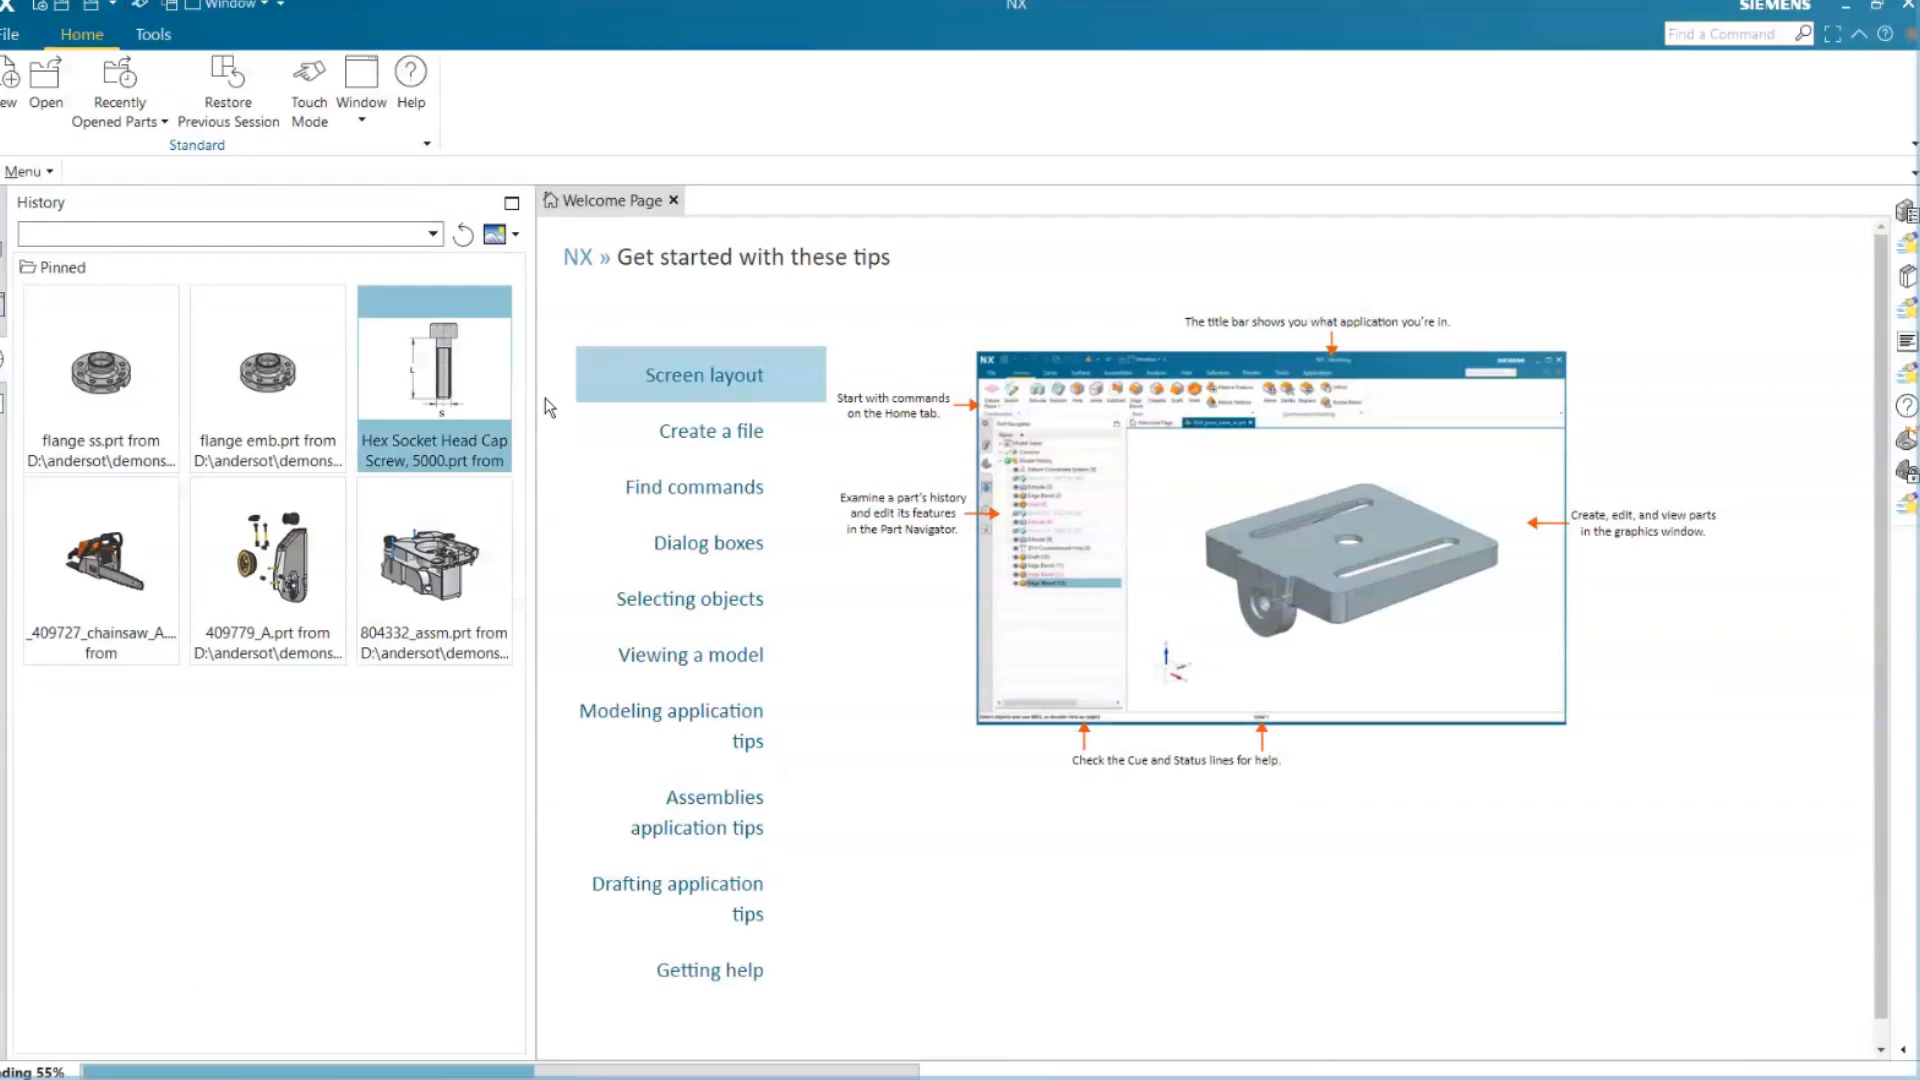 Window
NX
SIEMENS
File
Home
Tools
Find a Command
ew
Open
Recently
Opened Parts
Restore
Previous Session
Touch
Mode
Window
Help
Standard
Menu
History
Welcome Page
Pinned
NX » Get started with these tips
flange ss.prt from
D:\andersot\demons...
flange emb.prt from
D:\andersot\demons...
L
S
Hex Socket Head Cap
Screw, 5000.prt from
_409727_chainsaw_A....
from
409779_A.prt from
D:\andersot\demons...
804332_assm.prt from
D:\andersot\demons...
Screen layout
Create a file
Find commands
Dialog boxes
Selecting objects
Viewing a model
Modeling application
tips
Assemblies
application tips
Drafting application
tips
Getting help
The title bar shows you what application you're in.
Start with commands
on the Home tab.
Examine a part's history
and edit its features
in the Part Navigator.
NX
SIEMENS
Create, edit, and view parts
in the graphics window.
Check the Cue and Status lines for help.
ding 55%